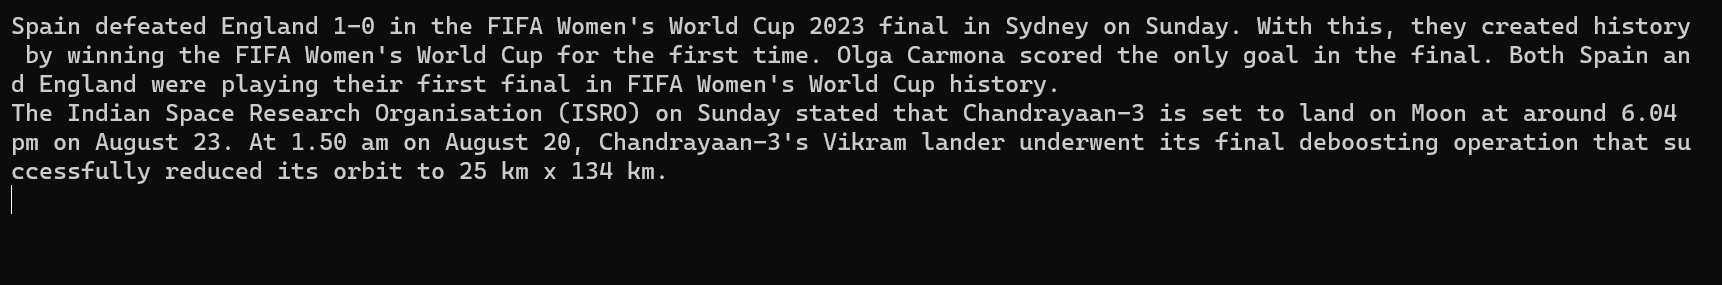 Spain defeated England 1-0 in the FIFA Women's World Cup 2023 final in Sydney on Sunday. With this, they created history
 by winning the FIFA Women's World Cup for the first time. Olga Carmona scored the only goal in the final. Both Spain an
d England were playing their first final in FIFA Women's World Cup history.
The Indian Space Research Organisation (ISRO) on Sunday stated that Chandrayaan-3 is set to land on Moon at around 6.04
pm on August 23. At 1.50 am on August 20, Chandrayaan-3's Vikram lander underwent its final deboosting operation that su
ccessfully reduced its orbit to 25 km x 134 km.